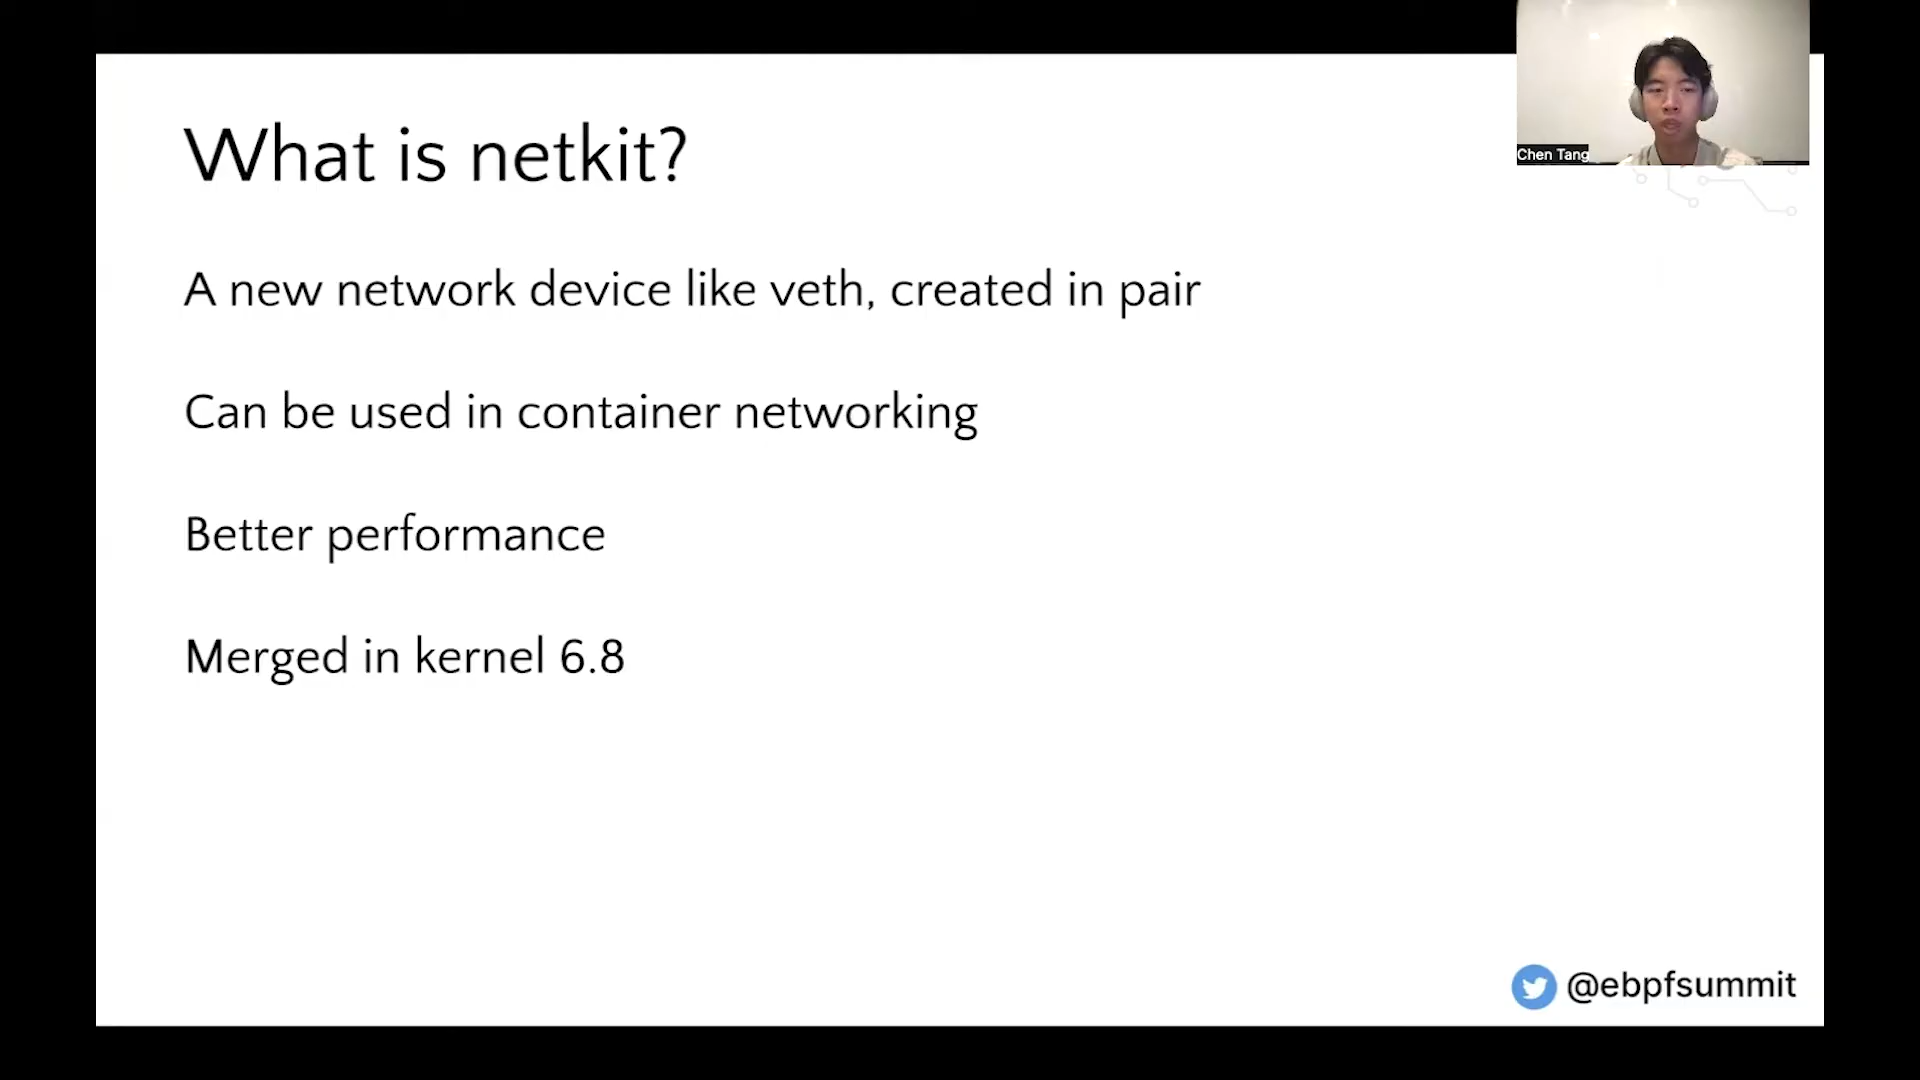 What is netkit?
Chen Tang
A new network device like veth, created in pair
Can be used in container networking
Better performance
Merged in kernel 6.8
@ebpfsummit